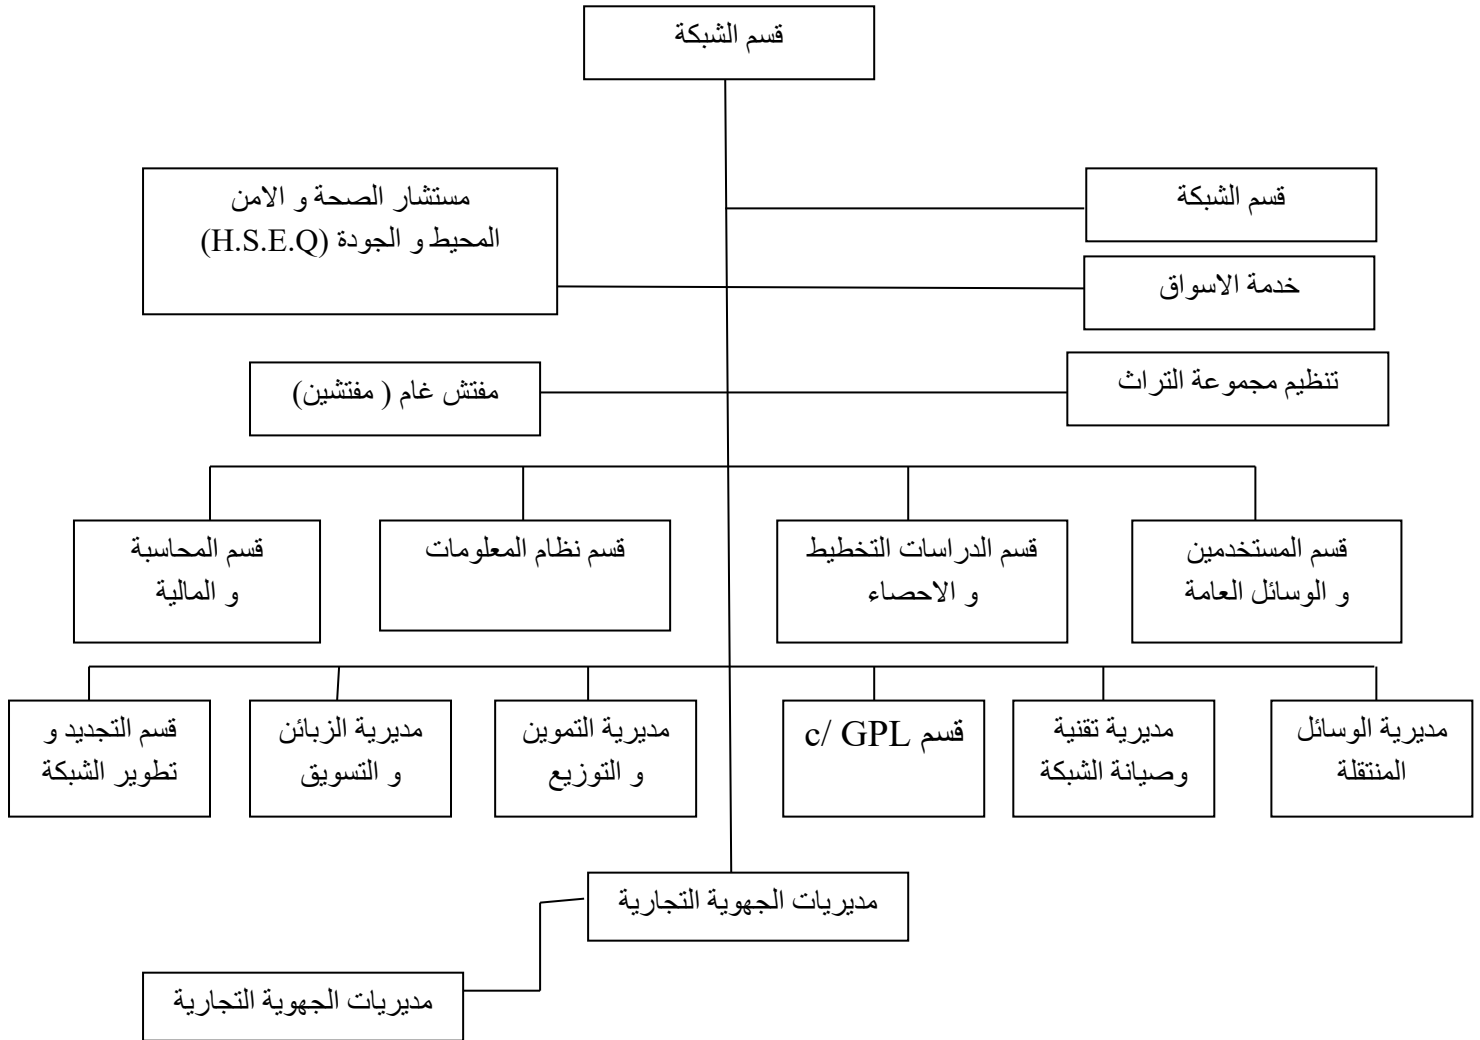 قسم الشبكة
قسم الشبكة
مستشار الصحة و الامن
المحيط و الجودة (H.S.E.Q)
خدمة الاسواق
تنظيم مجموعة التراث
مفتش غام ( مفتشين)
قسم المستخدمين
و الوسائل العامة
قسم الدراسات التخطيط
و الاحصاء
قسم نظام المعلومات
قسم المحاسبة
و المالية
مديرية الوسائل
المنتقلة
مديرية تقنية
وصيانة الشبكة
قسم c/ GPL
مديرية التموين
و التوزيع
مديرية الزبائن
و التسويق
قسم التجديد و
تطوير الشبكة
مديريات الجهوية التجارية
مديريات الجهوية التجارية